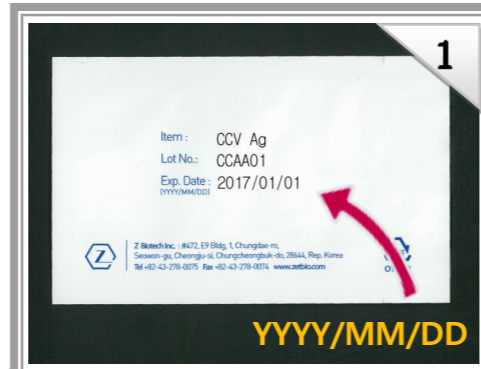 1
Item : CCV Ag
Lot No.: CCAA01
Exp. Date : 2017/01/01
(YYYY/MM/DD)
Z Biotech Inc. : #472, E9 Bldg, 1, Chungdae-ro,
Seowon-gu, Cheongju-si, Chungcheongbuk-do, 28644, Rep. Korea
Tel +82-43-278-0075 Fax +82-43-278-0074 www.zetbio.com
YYYY/MM/DD